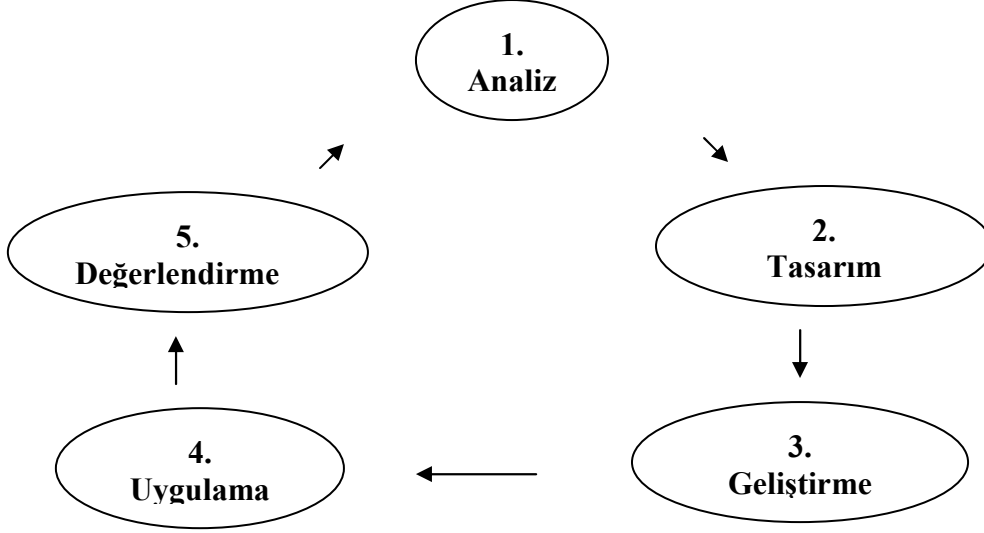 1.
Analiz
2.
Tasarım
3.
Geliştirme
4.
Uygulama
5.
Değerlendirme